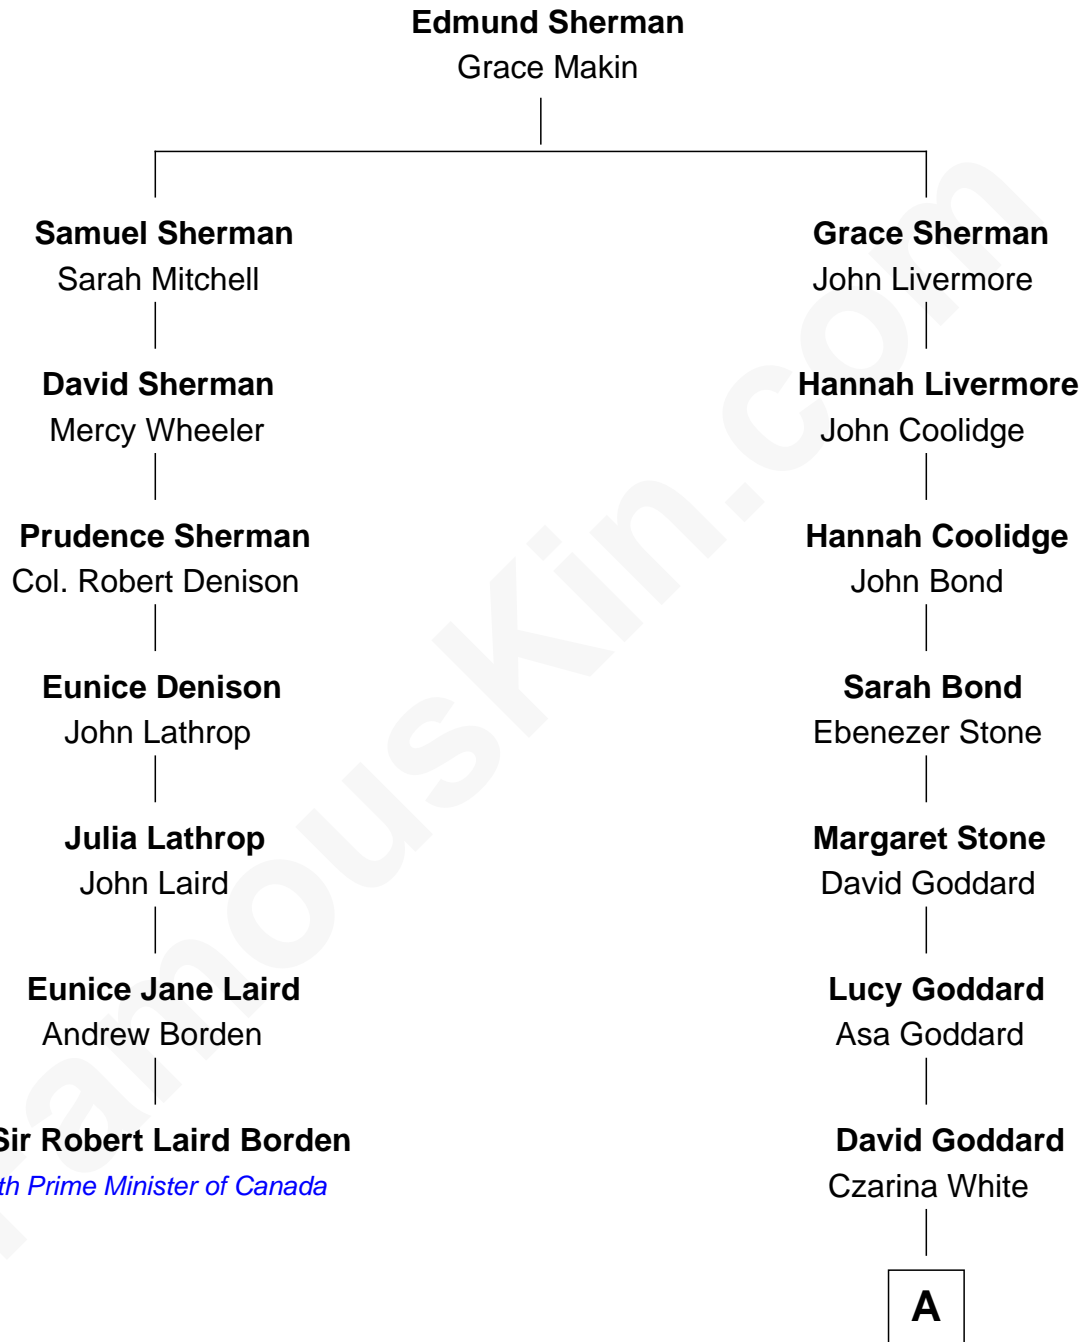 Edmund Sherman
Grace Makin
Samuel Sherman
Sarah Mitchell
Grace Sherman
John Livermore
David Sherman
Mercy Wheeler
Hannah Livermore
John Coolidge
Prudence Sherman
Col. Robert Denison
Hannah Coolidge
John Bond
Eunice Denison
John Lathrop
Sarah Bond
Ebenezer Stone
Julia Lathrop
John Laird
Margaret Stone
David Goddard
Eunice Jane Laird
Andrew Borden
Lucy Goddard
Asa Goddard
Sir Robert Laird Borden
th Prime Minister of Canada
David Goddard
Czarina White
A
FamousKin.com